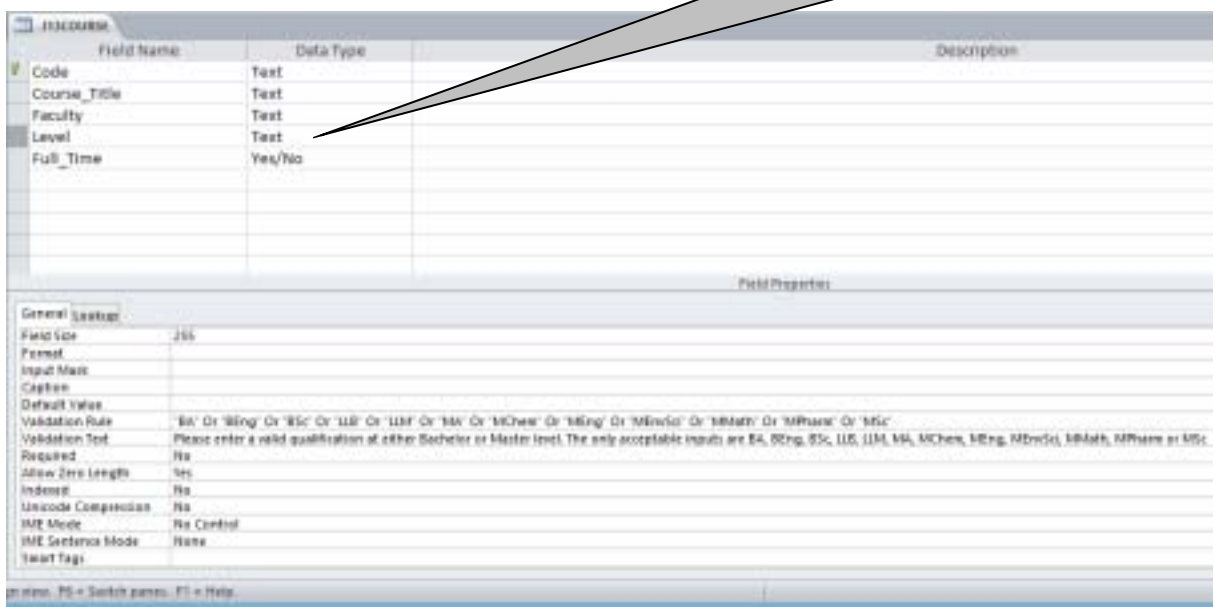 J13COURSE
Field Name Data Type Description
Code Text
Course_Title Text
Faculty Text
Level Text
Full_Time Yes/No
Field Properties
General Lookup
Field Size 255
Format
Input Mask
Caption
Default Value
Validation Rule 'BA' Or 'BEng' Or 'BSc' Or 'LLB' Or 'LLM' Or 'MA' Or 'MChem' Or 'MEng' Or 'MEnvSci' Or 'MMath' Or 'MPharm' Or 'MSc'
Validation Text Please enter a valid qualification at either Bachelor or Master level. The only acceptable inputs are BA, BEng, BSc, LLB, LLM, MA, MChem, MEng, MEnvSci, MMath, MPharm or MSc
Required No
Allow Zero Length Yes
Indexed No
Unicode Compression No
IME Mode No Control
IME Sentence Mode None
Smart Tags
view. F6 = Switch panes. F1 = Help.